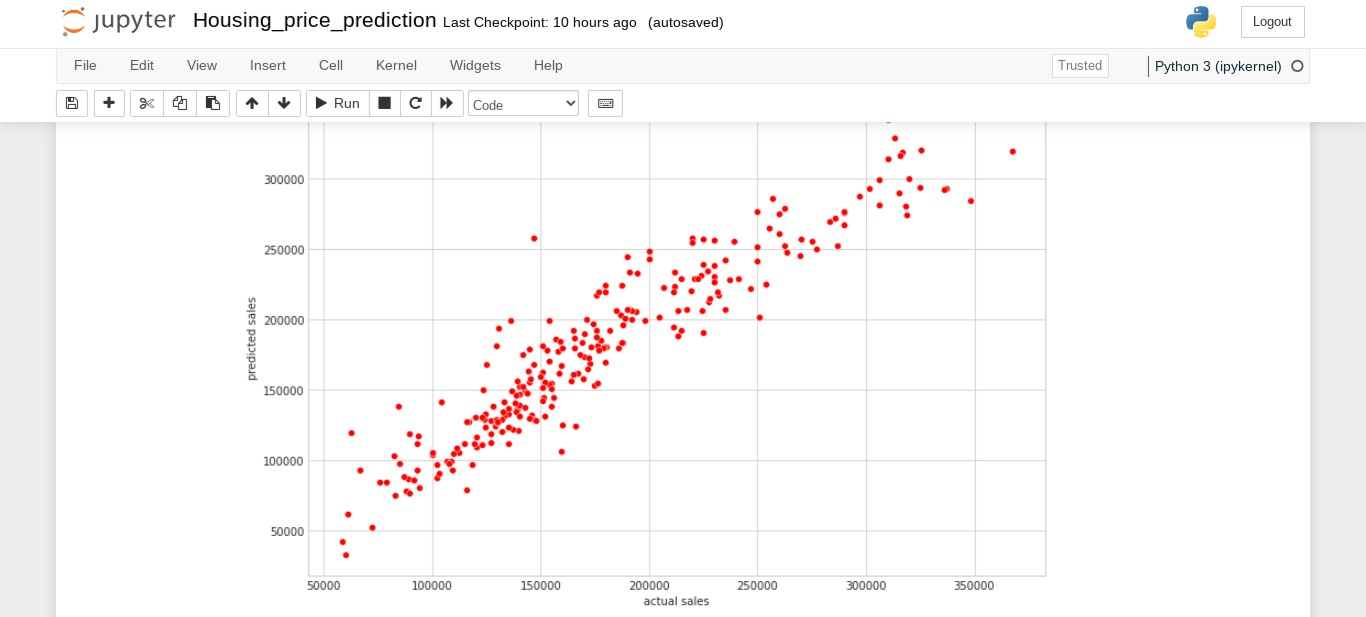 jupyter Housing_price_prediction Last Checkpoint: 10 hours ago (autosaved) Logout
File Edit View Insert Cell Kernel Widgets Help Trusted Python 3 (ipykernel)
Run Code
300000
250000
200000
150000
100000
50000
predicted sales
50000 100000 150000 200000 250000 300000 350000
actual sales